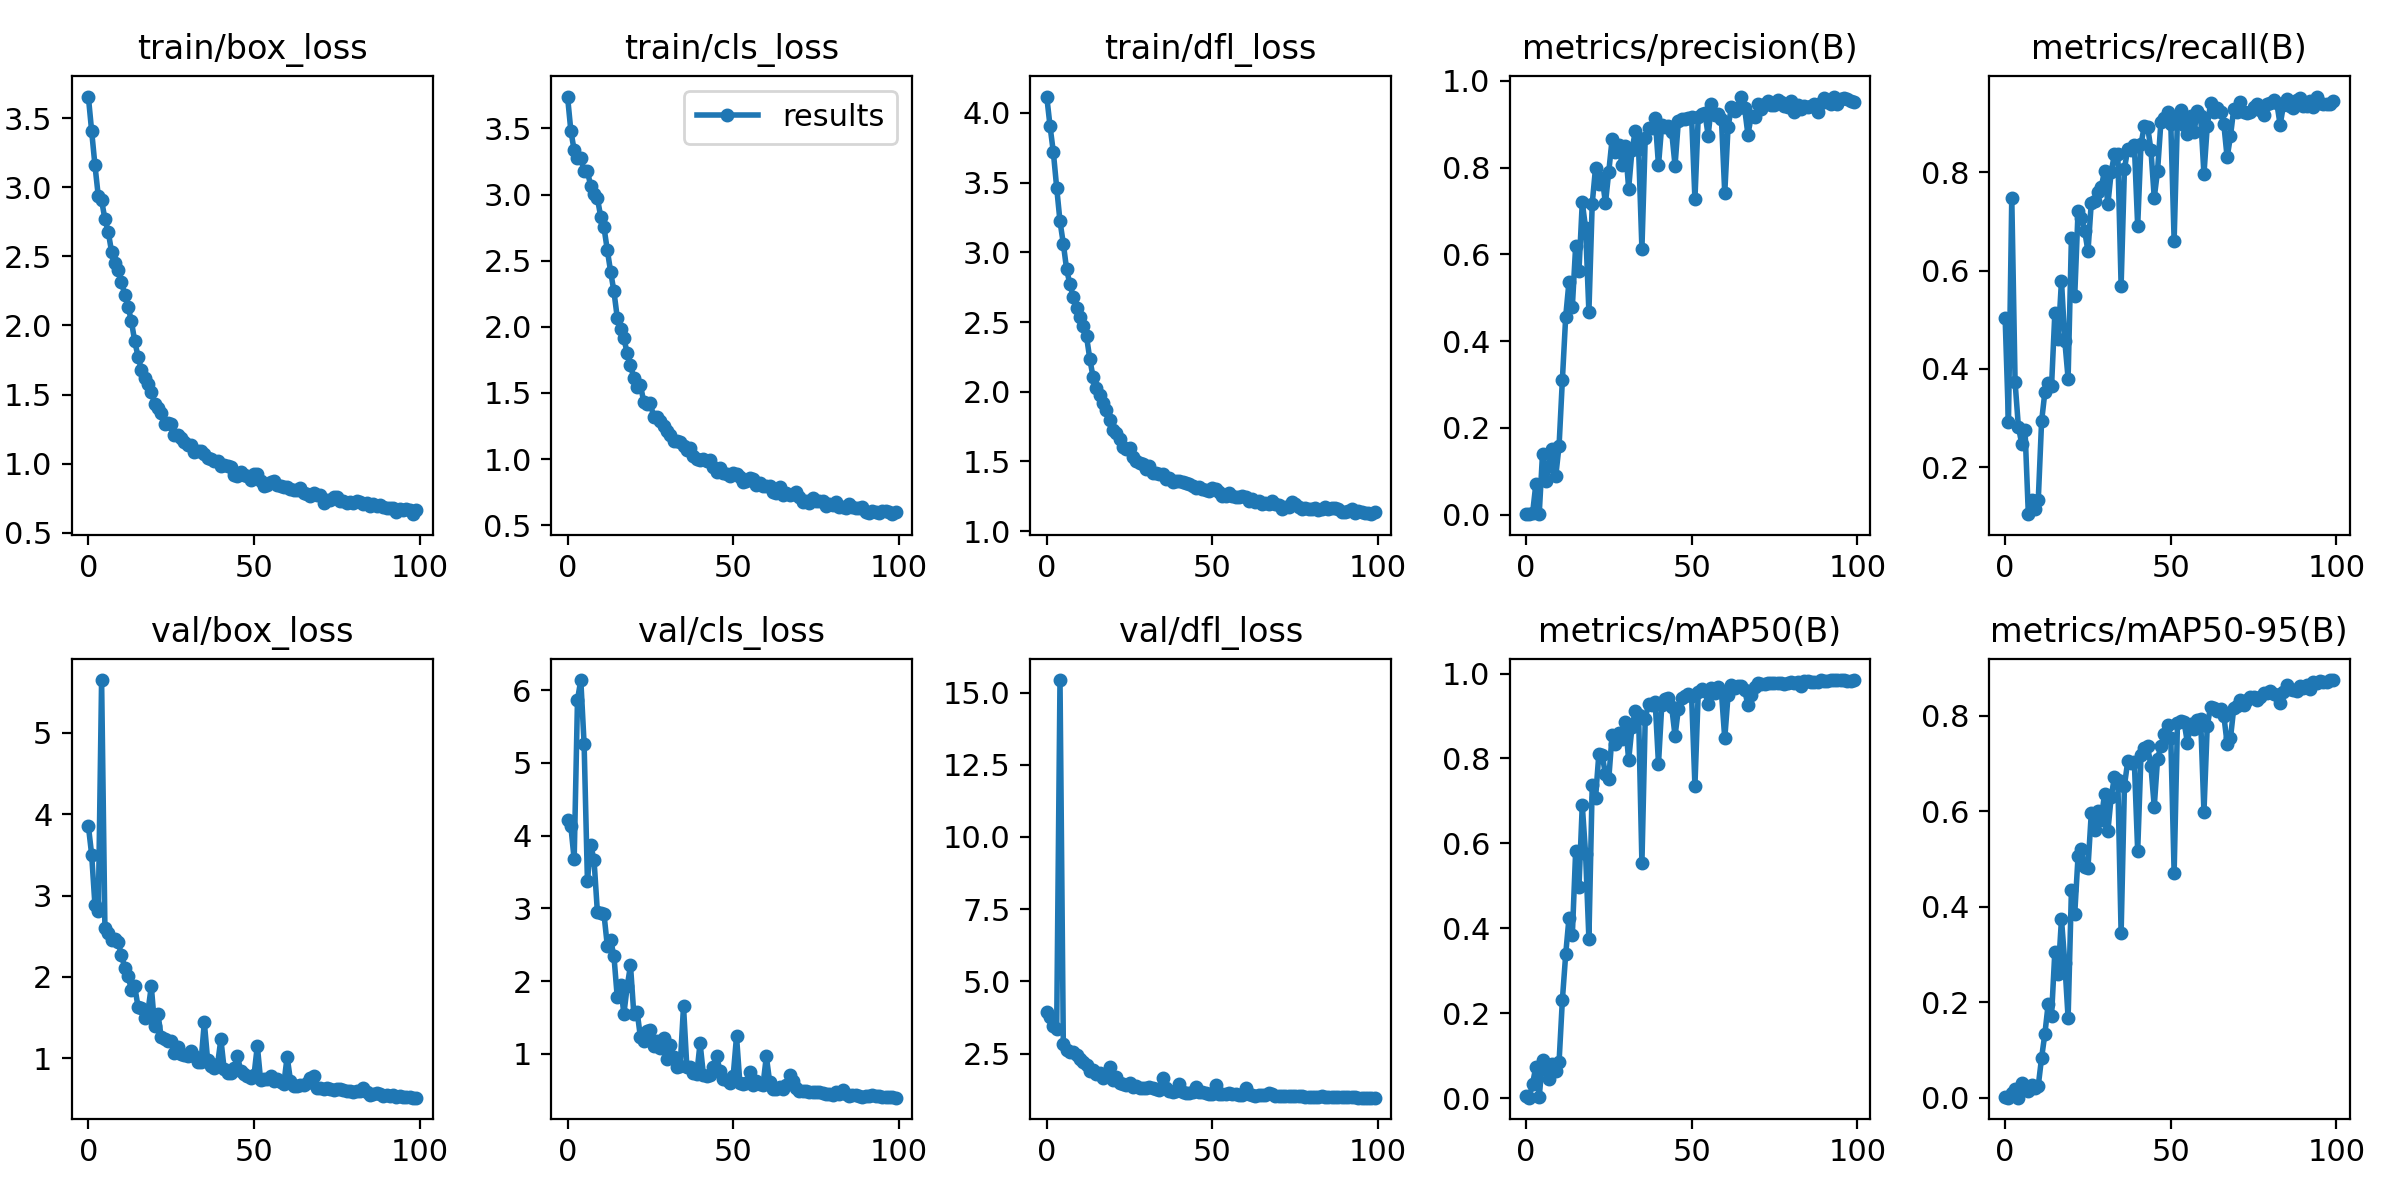 train/box_loss
3.5
3.0
2.5
2.0
1.5
1.0
0.5
0 50 100
train/cls_loss
results
3.5
3.0
2.5
2.0
1.5
1.0
0.5
0 50 100
train/dfl_loss
4.0
3.5
3.0
2.5
2.0
1.5
1.0
0 50 100
metrics/precision(B)
1.0
0.8
0.6
0.4
0.2
0.0
0 50 100
metrics/recall(B)
0.8
0.6
0.4
0.2
0 50 100
val/box_loss
5
4
3
2
1
0 50 100
val/cls_loss
6
5
4
3
2
1
0 50 100
val/dfl_loss
15.0
12.5
10.0
7.5
5.0
2.5
0 50 100
metrics/mAP50(B)
1.0
0.8
0.6
0.4
0.2
0.0
0 50 100
metrics/mAP50-95(B)
0.8
0.6
0.4
0.2
0.0
0 50 100